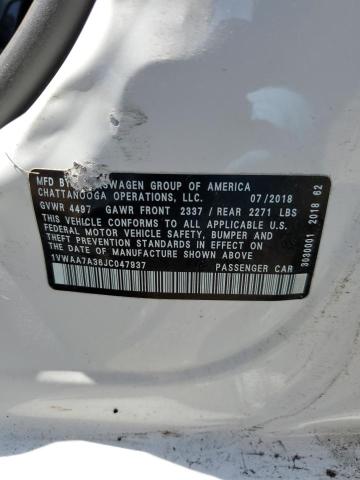 MFD BY VOLKSWAGEN GROUP OF AMERICA
CHATTANOOGA OPERATIONS, LLC. 07/2018
GVWR 4497 GAWR FRONT 2337 / REAR 2271 LBS
THIS VEHICLE CONFORMS TO ALL APPLICABLE U.S.
FEDERAL MOTOR VEHICLE SAFETY, BUMPER AND
THEFT PREVENTION STANDARDS IN EFFECT ON THE
DATE OF MANUFACTURE SHOWN ABOVE
1VWAA7A36JC047937 PASSENGER CAR
3030001 2018 62